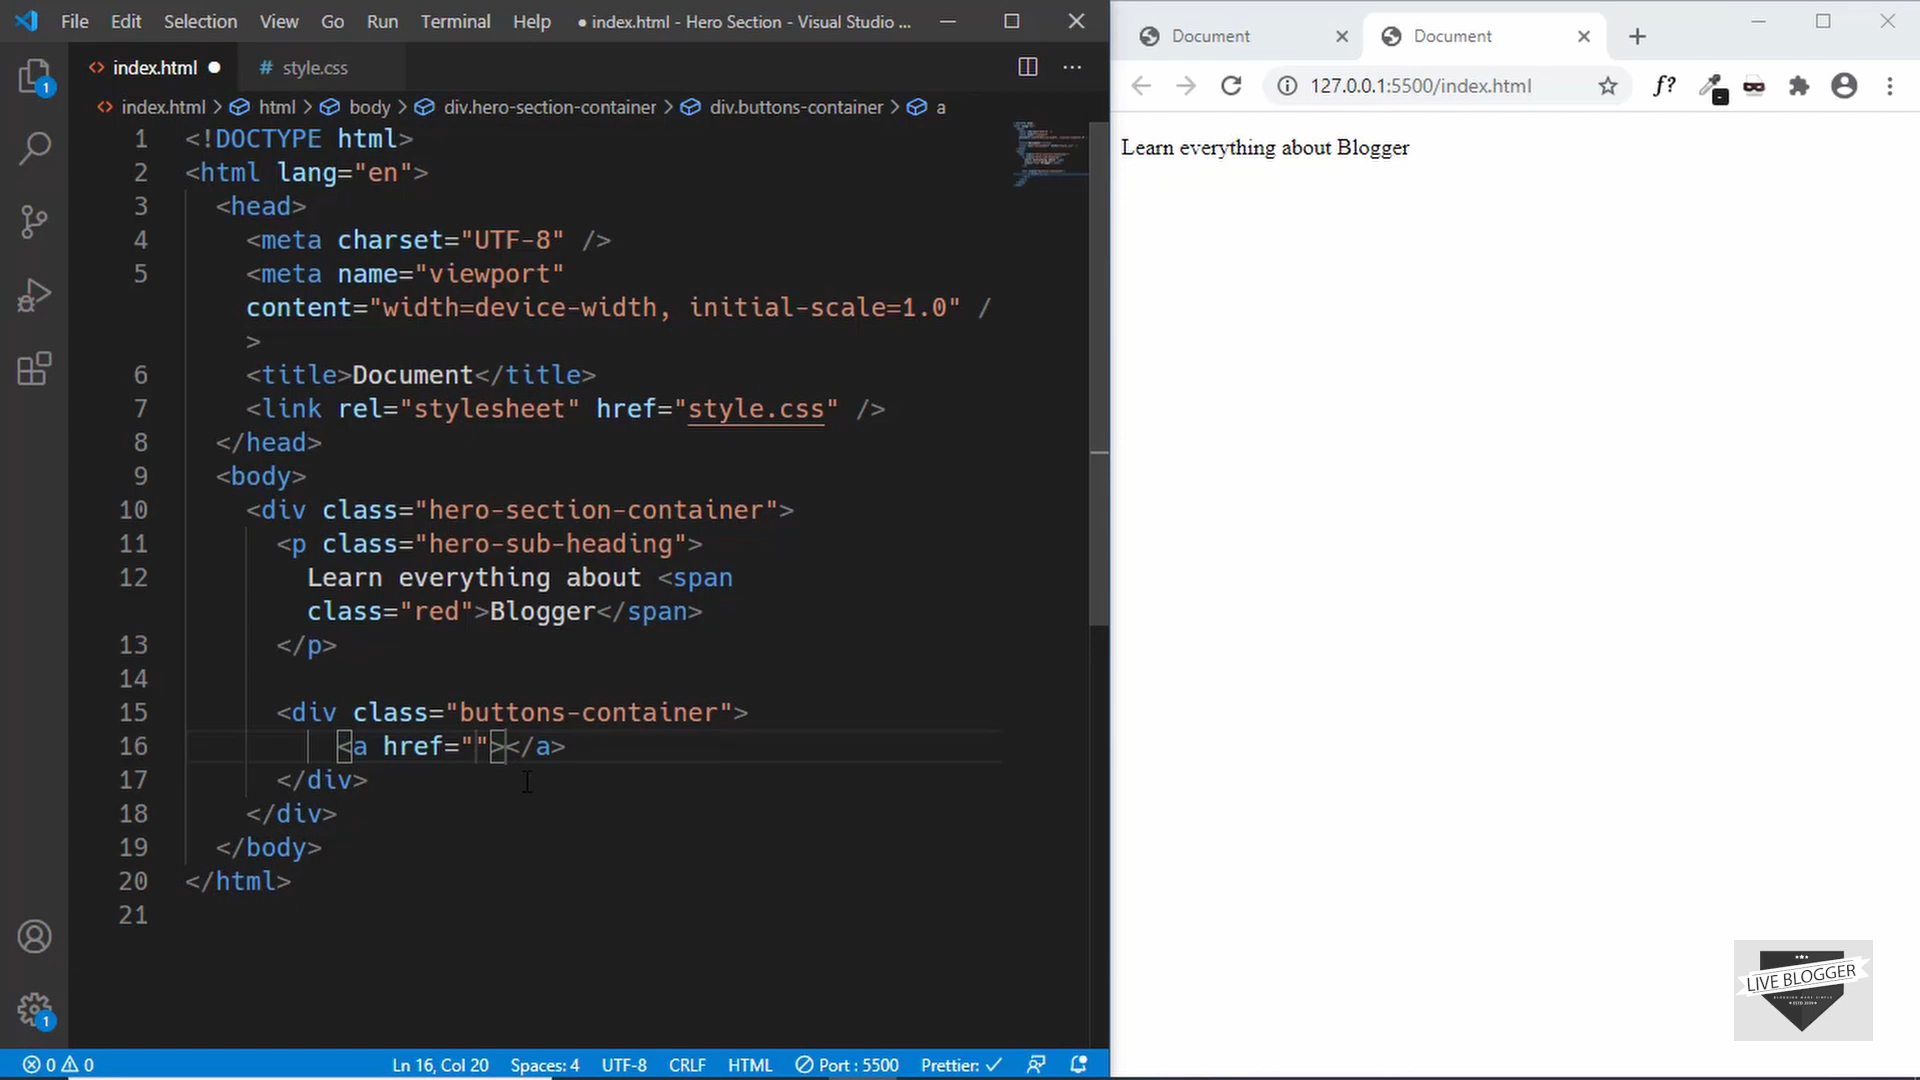 File Edit Selection View Go Run Terminal Help ● index.html - Hero Section - Visual Studio ...
<> index.html ● # style.css ...
<> index.html > html > body > div.hero-section-container > div.buttons-container > a
1 <!DOCTYPE html>
2 <html lang="en">
3 <head>
4 <meta charset="UTF-8" />
5 <meta name="viewport"
content="width=device-width, initial-scale=1.0" /
>
6 <title>Document</title>
7 <link rel="stylesheet" href="style.css" />
8 </head>
9 <body>
10 <div class="hero-section-container">
11 <p class="hero-sub-heading">
12 Learn everything about <span
class="red">Blogger</span>
13 </p>
14
15 <div class="buttons-container">
16 <a href=""></a>
17 </div>
18 </div>
19 </body>
20 </html>
21
1
1
0 0 Ln 16, Col 20 Spaces: 4 UTF-8 CRLF HTML Port : 5500 Prettier: ✓
Document Document
127.0.0.1:5500/index.html f?
Learn everything about Blogger
LIVE BLOGGER